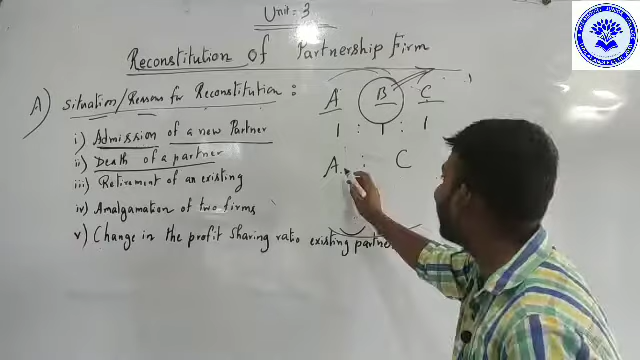 Unit: 3
Reconstitution of Partnership Firm
A) Situation/Reasons for Reconstitution :
i) Admission of a new Partner
ii) Death of a partner
iii) Retirement of an existing
iv) Amalgamation of two firms
v) Change in the profit sharing ratio existing partner
A B C
1 : 1 : 1
A : C